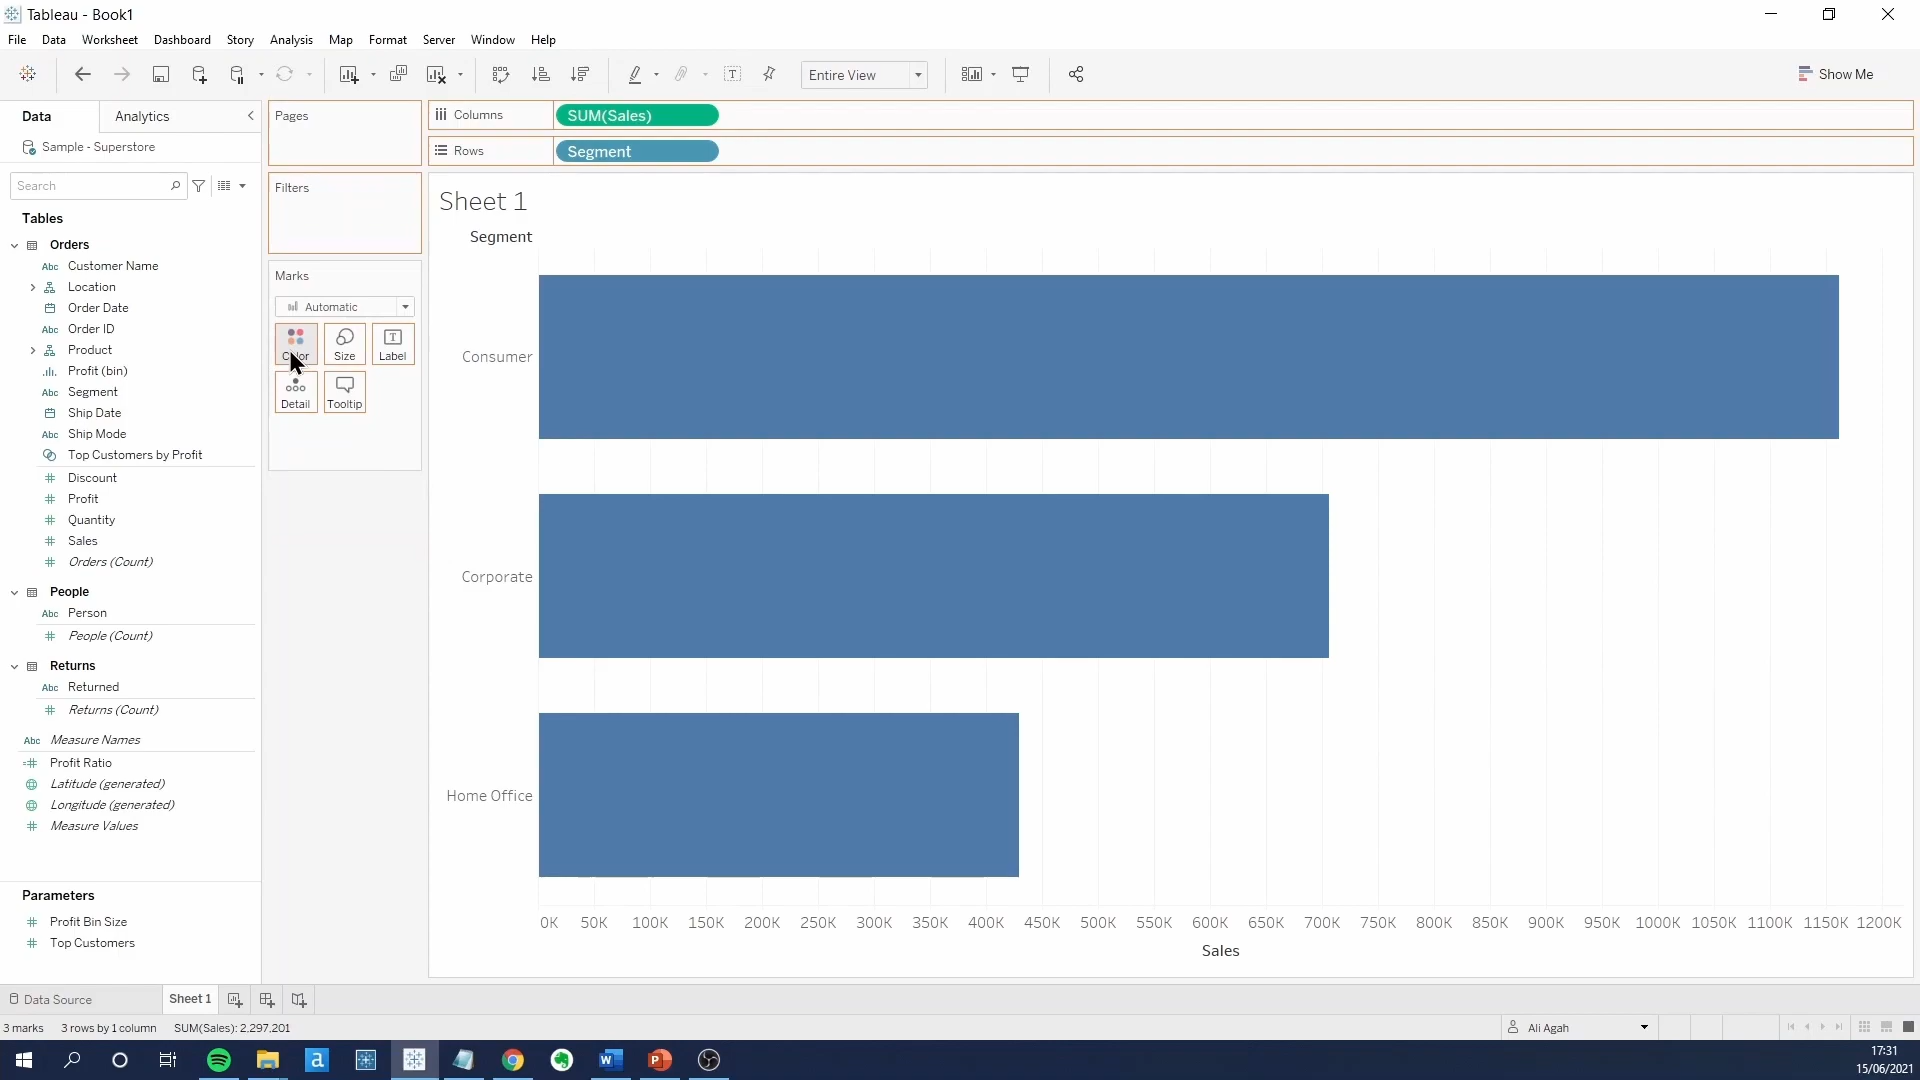 Tableau - Book1
File Data Worksheet Dashboard Story Analysis Map Format Server Window Help
Entire View
Show Me
Data
Analytics
Sample - Superstore
Search
Tables
Orders
Abc Customer Name
Location
Order Date
Abc Order ID
Product
Profit (bin)
Abc Segment
Ship Date
Abc Ship Mode
Top Customers by Profit
Discount
Profit
Quantity
Sales
Orders (Count)
People
Abc Person
People (Count)
Returns
Abc Returned
Returns (Count)
Abc Measure Names
Profit Ratio
Latitude (generated)
Longitude (generated)
Measure Values
Parameters
Profit Bin Size
Top Customers
Pages
Filters
Marks
Automatic
Color Size Label
Detail Tooltip
Columns
SUM(Sales)
Rows
Segment
Sheet 1
Segment
Consumer
Corporate
Home Office
0K 50K 100K 150K 200K 250K 300K 350K 400K 450K 500K 550K 600K 650K 700K 750K 800K 850K 900K 950K 1000K 1050K 1100K 1150K 1200K
Sales
Data Source
Sheet 1
3 marks 3 rows by 1 column SUM(Sales): 2,297,201
Ali Agah
17:31
15/06/2021